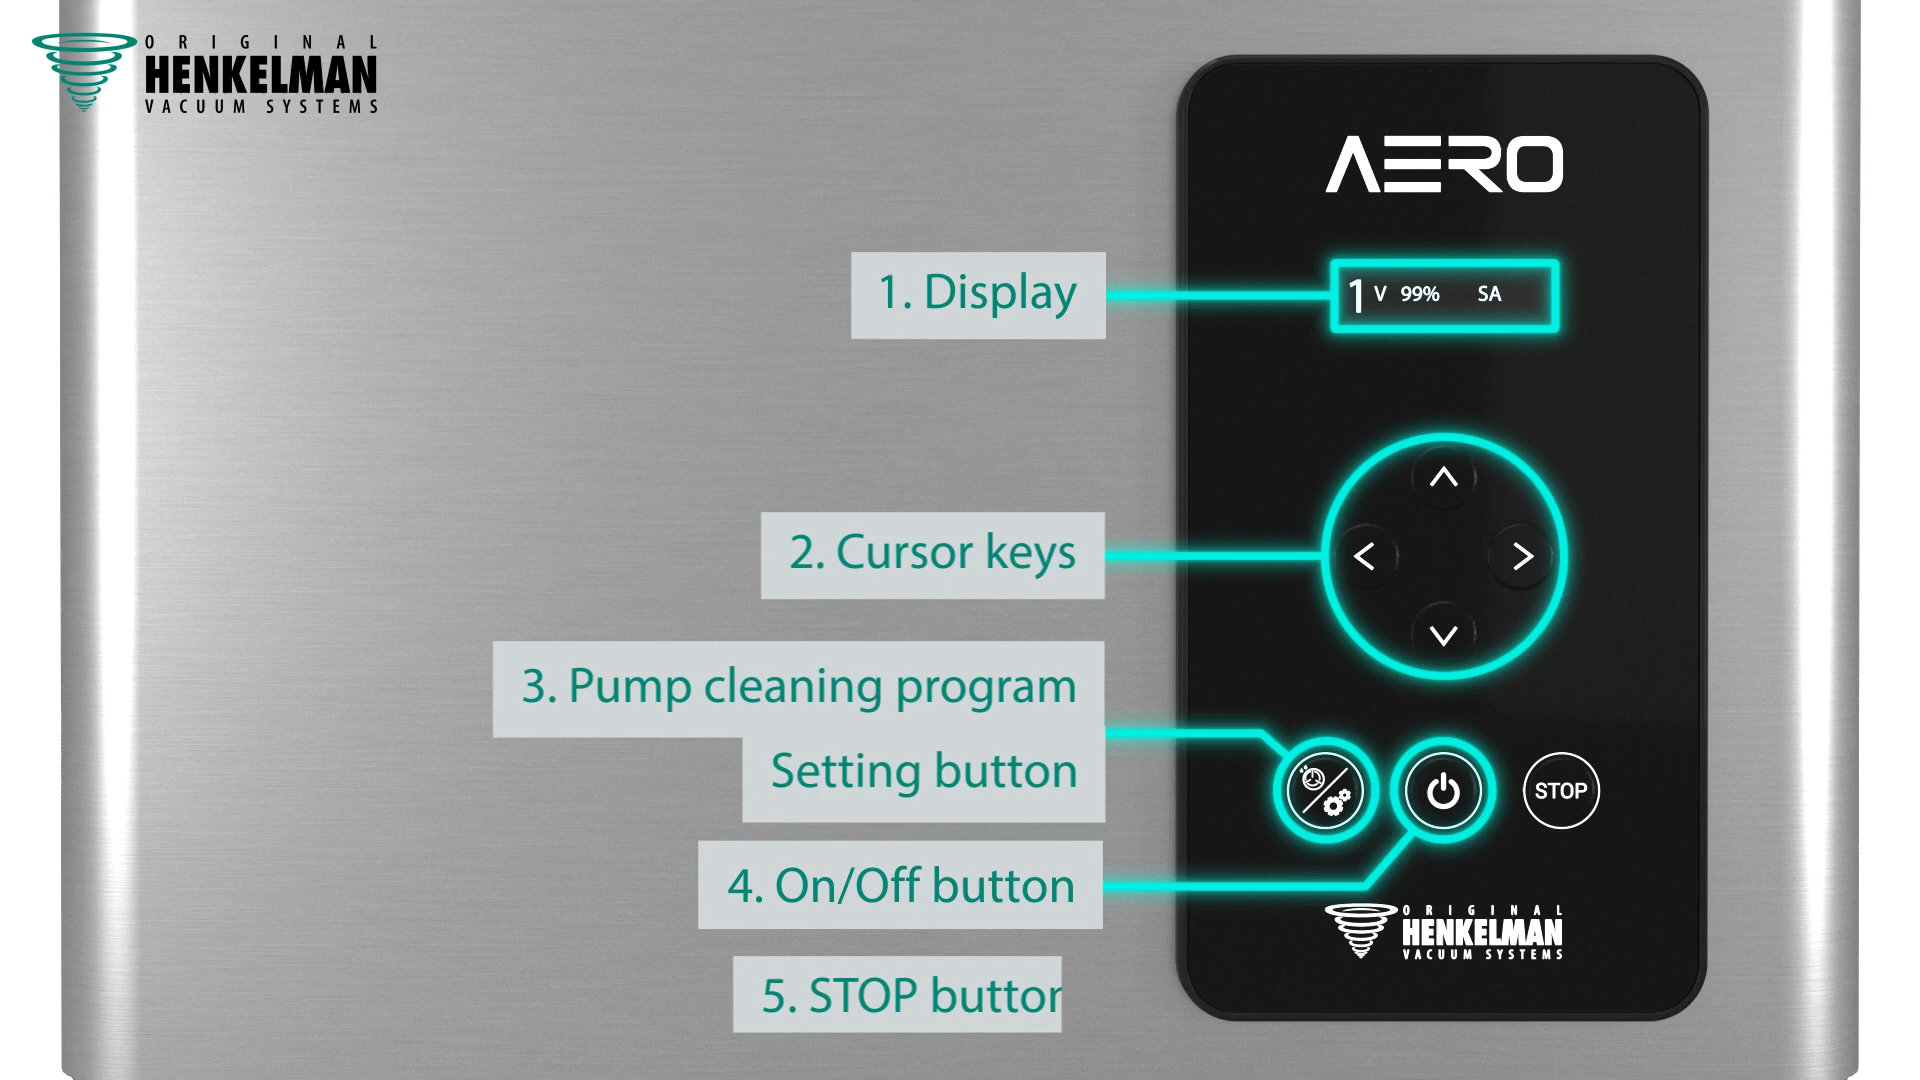 ORIGINAL
HENKELMAN
VACUUM SYSTEMS
AERO
1. Display
1 V 99% SA
2. Cursor keys
3. Pump cleaning program
Setting button
STOP
4. On/Off button
ORIGINAL
HENKELMAN
VACUUM SYSTEMS
5. STOP buttor